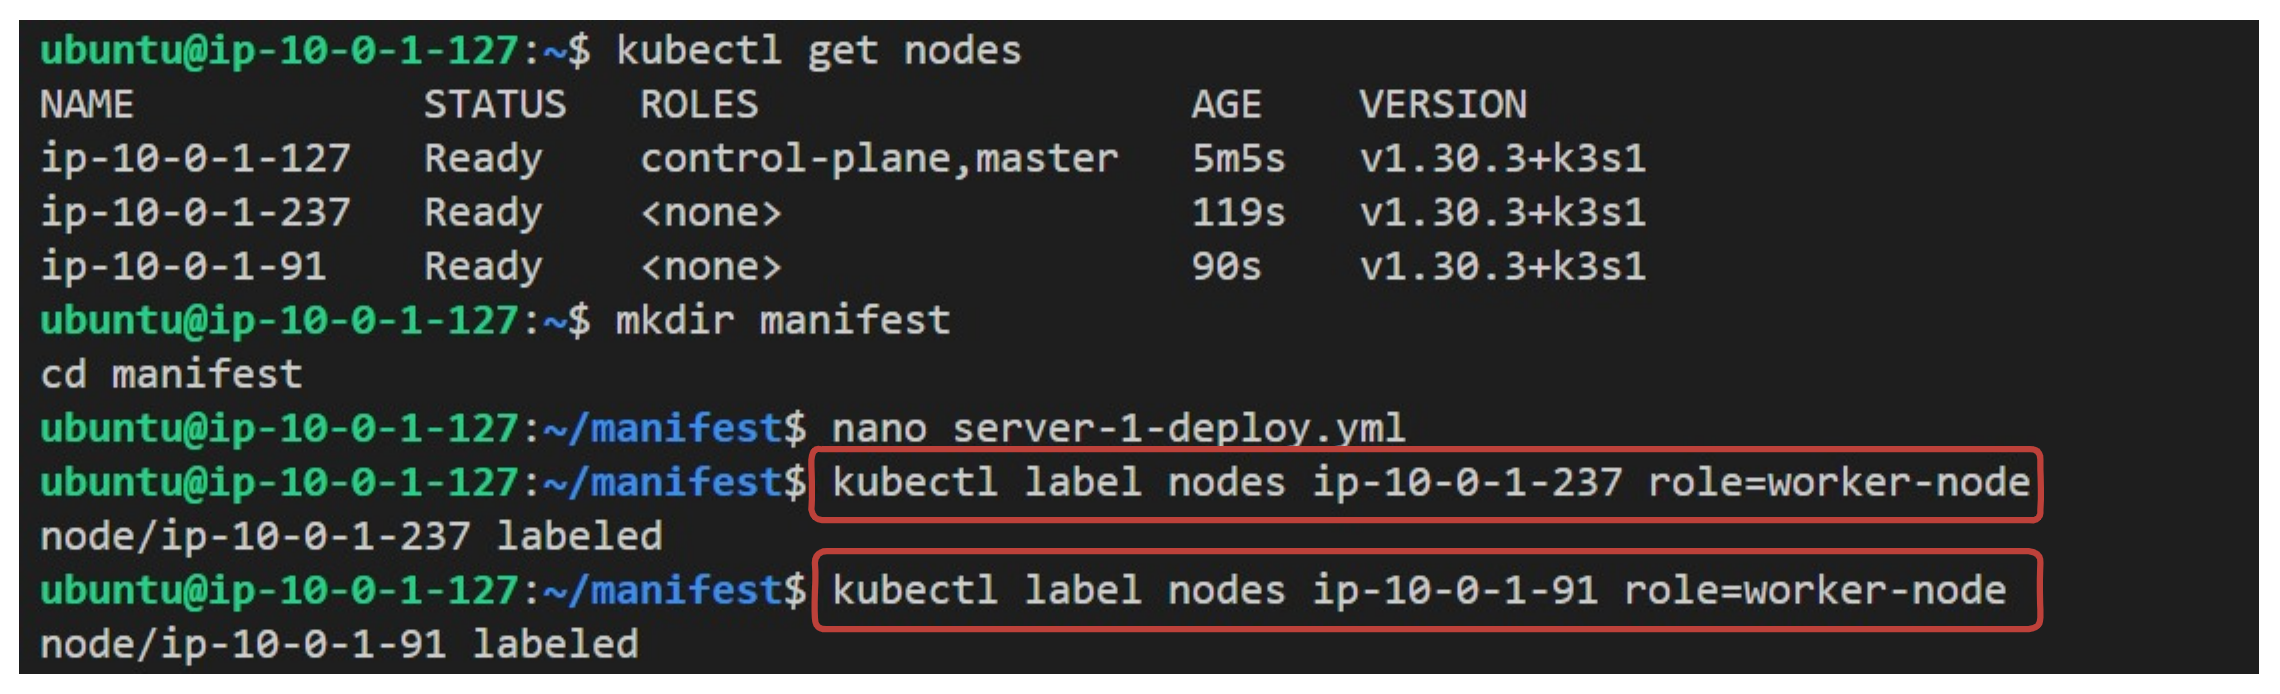 ubuntu@ip-10-0-1-127:~$ kubectl get nodes
NAME STATUS ROLES AGE VERSION
ip-10-0-1-127 Ready control-plane,master 5m5s v1.30.3+k3s1
ip-10-0-1-237 Ready <none> 119s v1.30.3+k3s1
ip-10-0-1-91 Ready <none> 90s v1.30.3+k3s1
ubuntu@ip-10-0-1-127:~$ mkdir manifest
cd manifest
ubuntu@ip-10-0-1-127:~/manifest$ nano server-1-deploy.yml
ubuntu@ip-10-0-1-127:~/manifest$ kubectl label nodes ip-10-0-1-237 role=worker-node
node/ip-10-0-1-237 labeled
ubuntu@ip-10-0-1-127:~/manifest$ kubectl label nodes ip-10-0-1-91 role=worker-node
node/ip-10-0-1-91 labeled